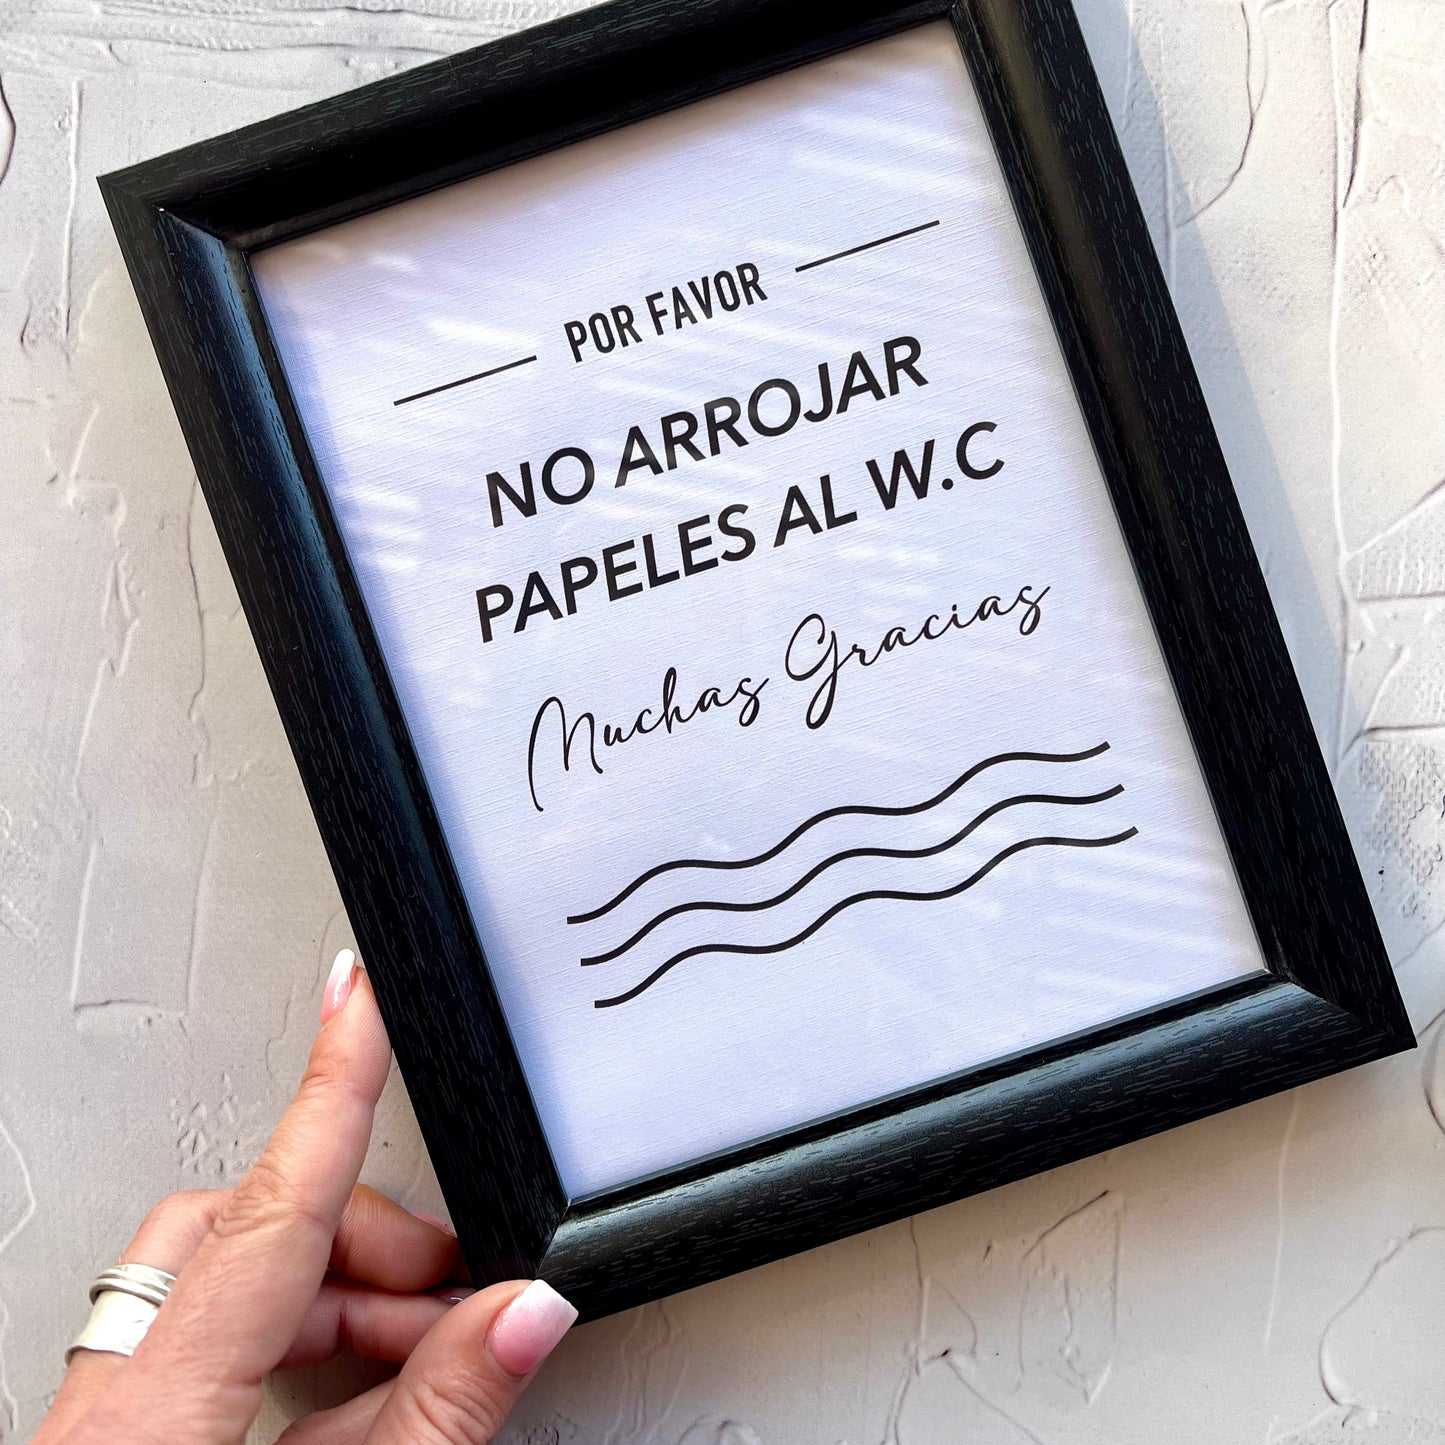 POR FAVOR
NO ARROJAR
PAPELES AL W.C
Muchas Gracias